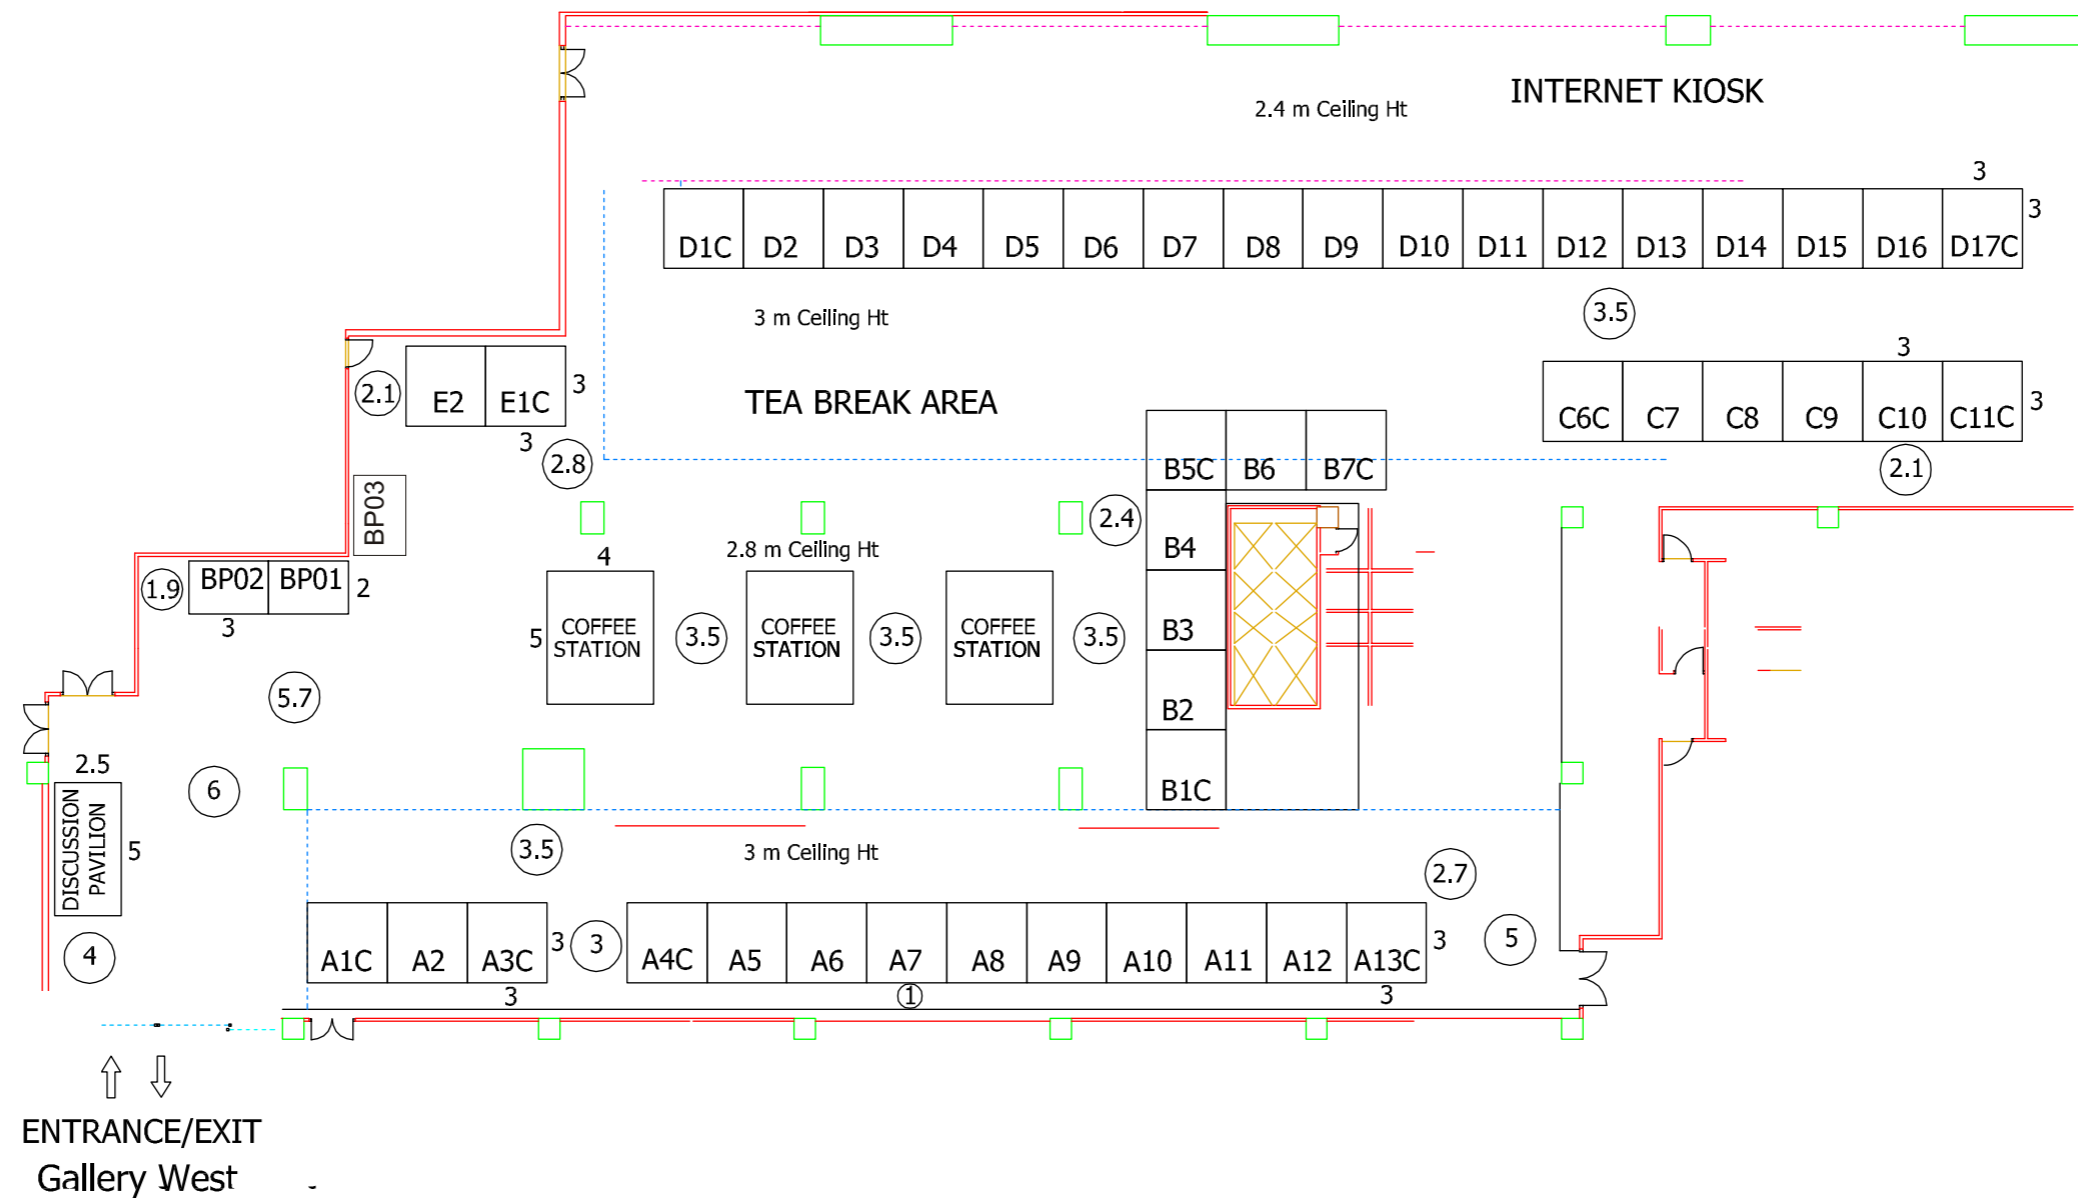 INTERNET KIOSK
2.4 m Ceiling Ht
3
D1C D2 D3 D4 D5 D6 D7 D8 D9 D10 D11 D12 D13 D14 D15 D16 D17C 3
3 m Ceiling Ht
3.5
3
E2 E1C 3
2.1
3
TEA BREAK AREA
C6C C7 C8 C9 C10 C11C 3
2.8
B5C B6 B7C
2.1
BP03
2.4
2.8 m Ceiling Ht
B4
4
1.9
BP02 BP01 2
3
5
COFFEE
STATION
3.5
COFFEE
STATION
3.5
COFFEE
STATION
3.5
B3
5.7
B2
2.5
6
B1C
DISCUSSION
PAVILION
5
3.5
3 m Ceiling Ht
2.7
4
A1C A2 A3C 3
3
A4C A5 A6 A7 A8 A9 A10 A11 A12 A13C 3
5
3
1
3
ENTRANCE/EXIT
Gallery West